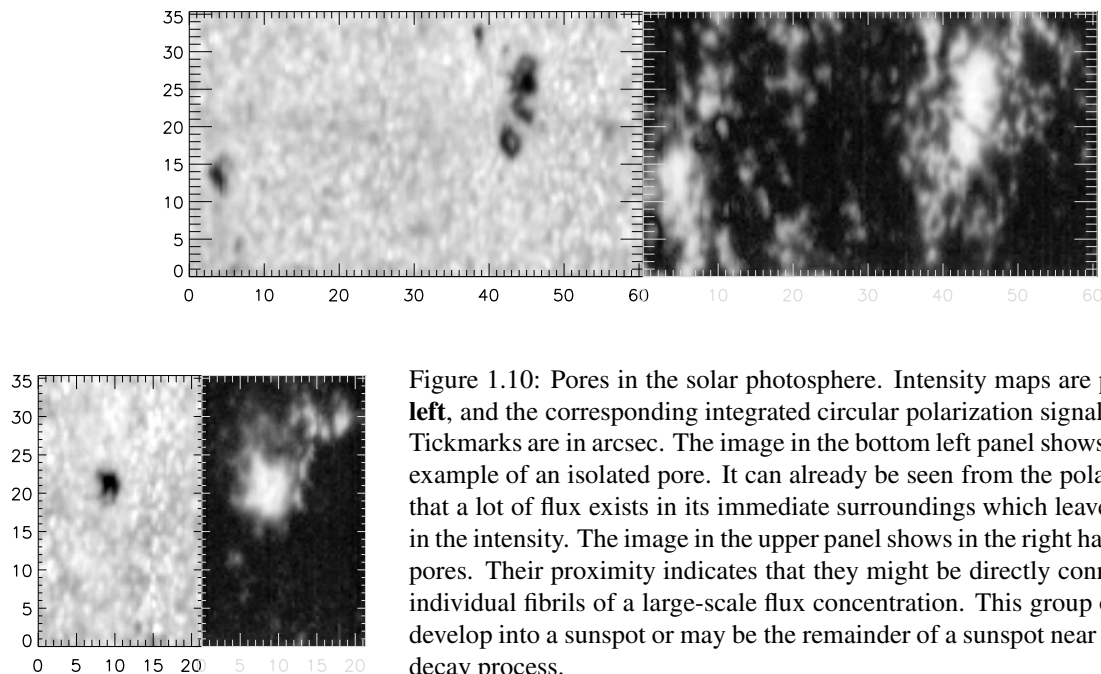 35
30
25
20
15
10
5
0
0 10 20 30 40 50 60 10 20 30 40 50 60
35
30
25
20
15
10
5
0
0 5 10 15 20 0 5 10 15 20
Figure 1.10: Pores in the solar photosphere. Intensity maps are p
left, and the corresponding integrated circular polarization signal
Tickmarks are in arcsec. The image in the bottom left panel shows
example of an isolated pore. It can already be seen from the pola
that a lot of flux exists in its immediate surroundings which leave
in the intensity. The image in the upper panel shows in the right ha
pores. Their proximity indicates that they might be directly conn
individual fibrils of a large-scale flux concentration. This group
develop into a sunspot or may be the remainder of a sunspot near
decay process.